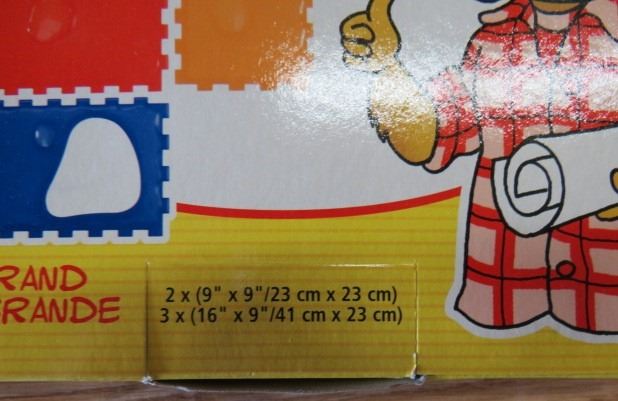 RAND
RANDE
2 x (9" x 9"/23 cm x 23 cm)
3 x (16" x 9"/41 cm x 23 cm)